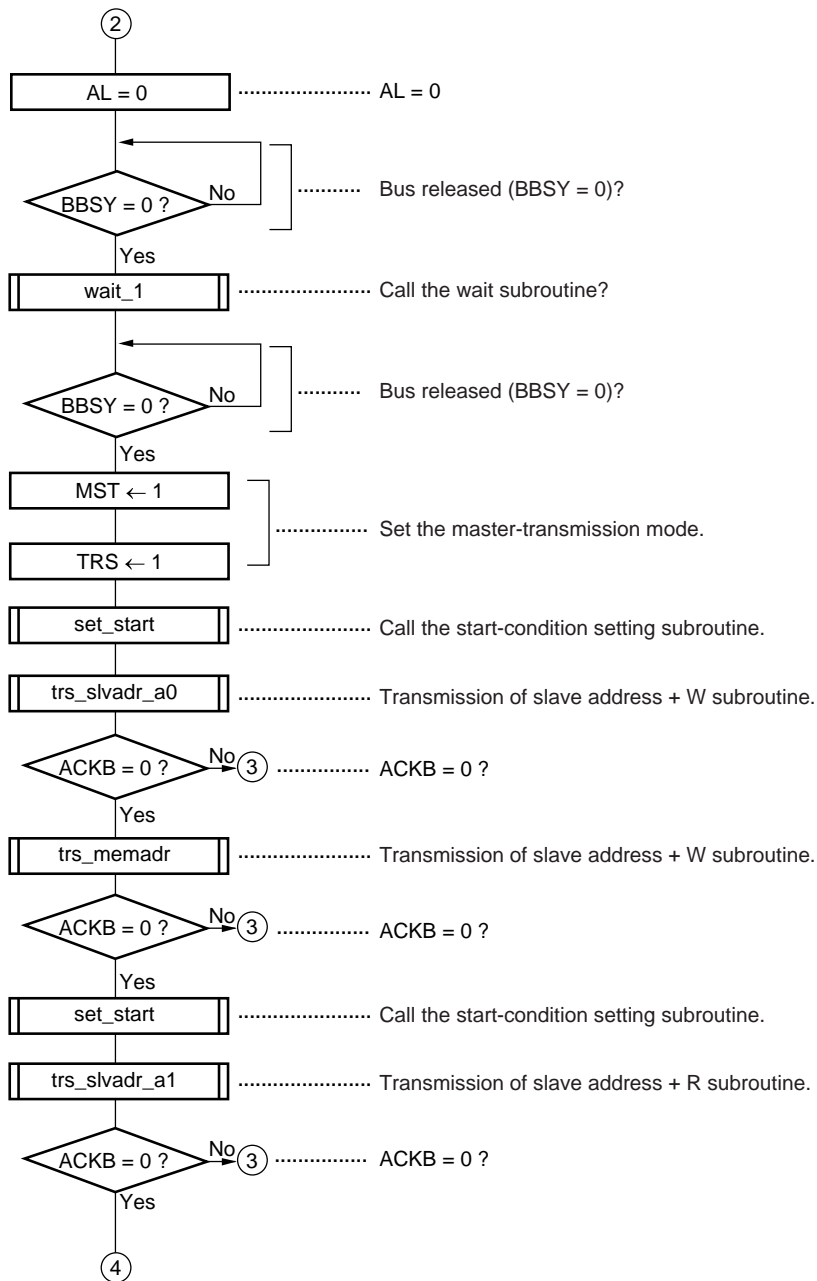 2
AL = 0 ....................... AL = 0
BBSY = 0 ? No ........... Bus released (BBSY = 0)?
Yes
wait_1 ....................... Call the wait subroutine?
BBSY = 0 ? No ........... Bus released (BBSY = 0)?
Yes
MST ← 1
................ Set the master-transmission mode.
TRS ← 1
set_start ....................... Call the start-condition setting subroutine.
trs_slvadr_a0 ....................... Transmission of slave address + W subroutine.
ACKB = 0 ? No 3 ................ ACKB = 0 ?
Yes
trs_memadr ....................... Transmission of slave address + W subroutine.
ACKB = 0 ? No 3 ................ ACKB = 0 ?
Yes
set_start ....................... Call the start-condition setting subroutine.
trs_slvadr_a1 ....................... Transmission of slave address + R subroutine.
ACKB = 0 ? No 3 ................ ACKB = 0 ?
Yes
4